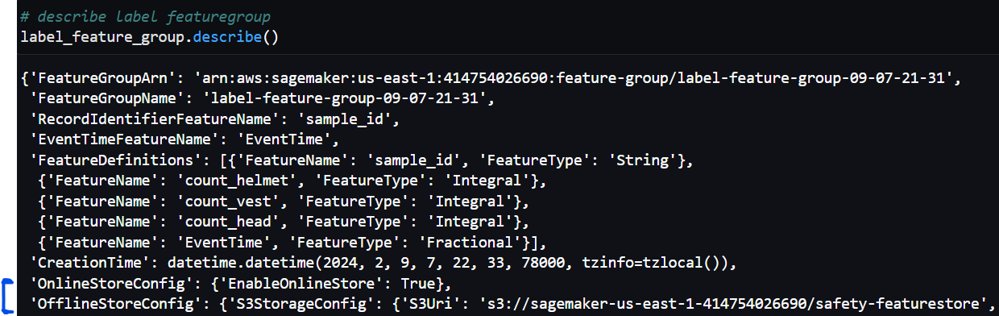 # describe label featuregroup
label_feature_group.describe()
{'FeatureGroupArn': 'arn:aws:sagemaker:us-east-1:414754026690:feature-group/label-feature-group-09-07-21-31',
 'FeatureGroupName': 'label-feature-group-09-07-21-31',
 'RecordIdentifierFeatureName': 'sample_id',
 'EventTimeFeatureName': 'EventTime',
 'FeatureDefinitions': [{'FeatureName': 'sample_id', 'FeatureType': 'String'},
  {'FeatureName': 'count_helmet', 'FeatureType': 'Integral'},
  {'FeatureName': 'count_vest', 'FeatureType': 'Integral'},
  {'FeatureName': 'count_head', 'FeatureType': 'Integral'},
  {'FeatureName': 'EventTime', 'FeatureType': 'Fractional'}],
 'CreationTime': datetime.datetime(2024, 2, 9, 7, 22, 33, 78000, tzinfo=tzlocal()),
 'OnlineStoreConfig': {'EnableOnlineStore': True},
 'OfflineStoreConfig': {'S3StorageConfig': {'S3Uri': 's3://sagemaker-us-east-1-414754026690/safety-featurestore',